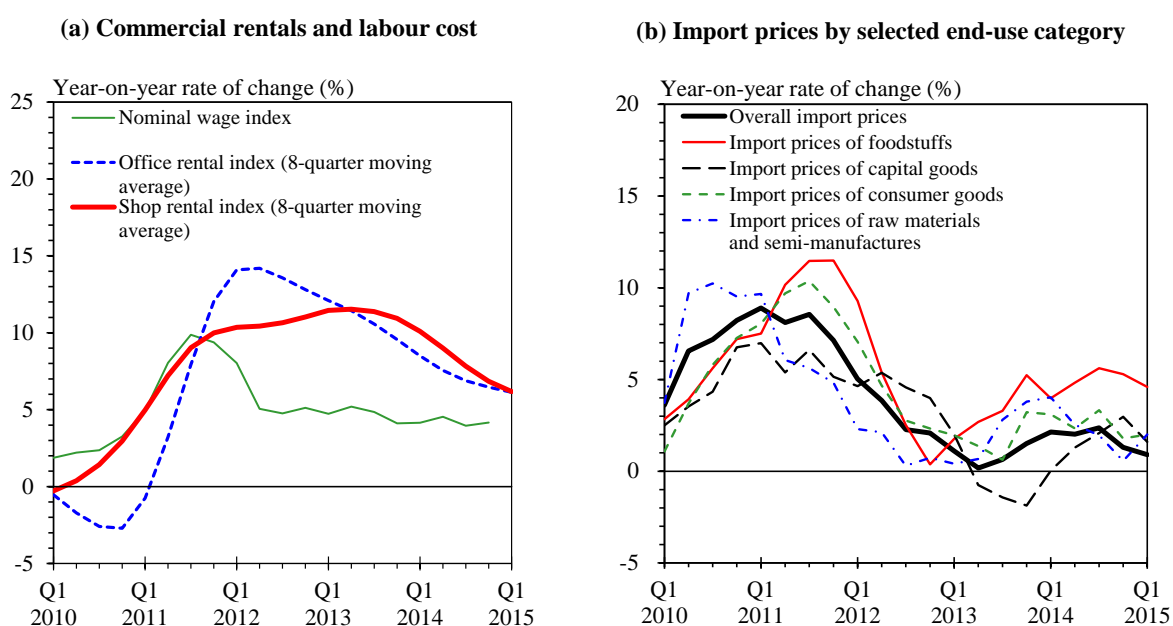 (a) Commercial rentals and labour cost
Year-on-year rate of change (%)
25
20
15
10
5
0
-5
Nominal wage index
Office rental index (8-quarter moving
average)
Shop rental index (8-quarter moving
average)
Q1 Q1 Q1 Q1 Q1 Q1
2010 2011 2012 2013 2014 2015
(b) Import prices by selected end-use category
Year-on-year rate of change (%)
20
15
10
5
0
-5
Overall import prices
Import prices of foodstuffs
Import prices of capital goods
Import prices of consumer goods
Import prices of raw materials
and semi-manufactures
Q1 Q1 Q1 Q1 Q1 Q1
2010 2011 2012 2013 2014 2015